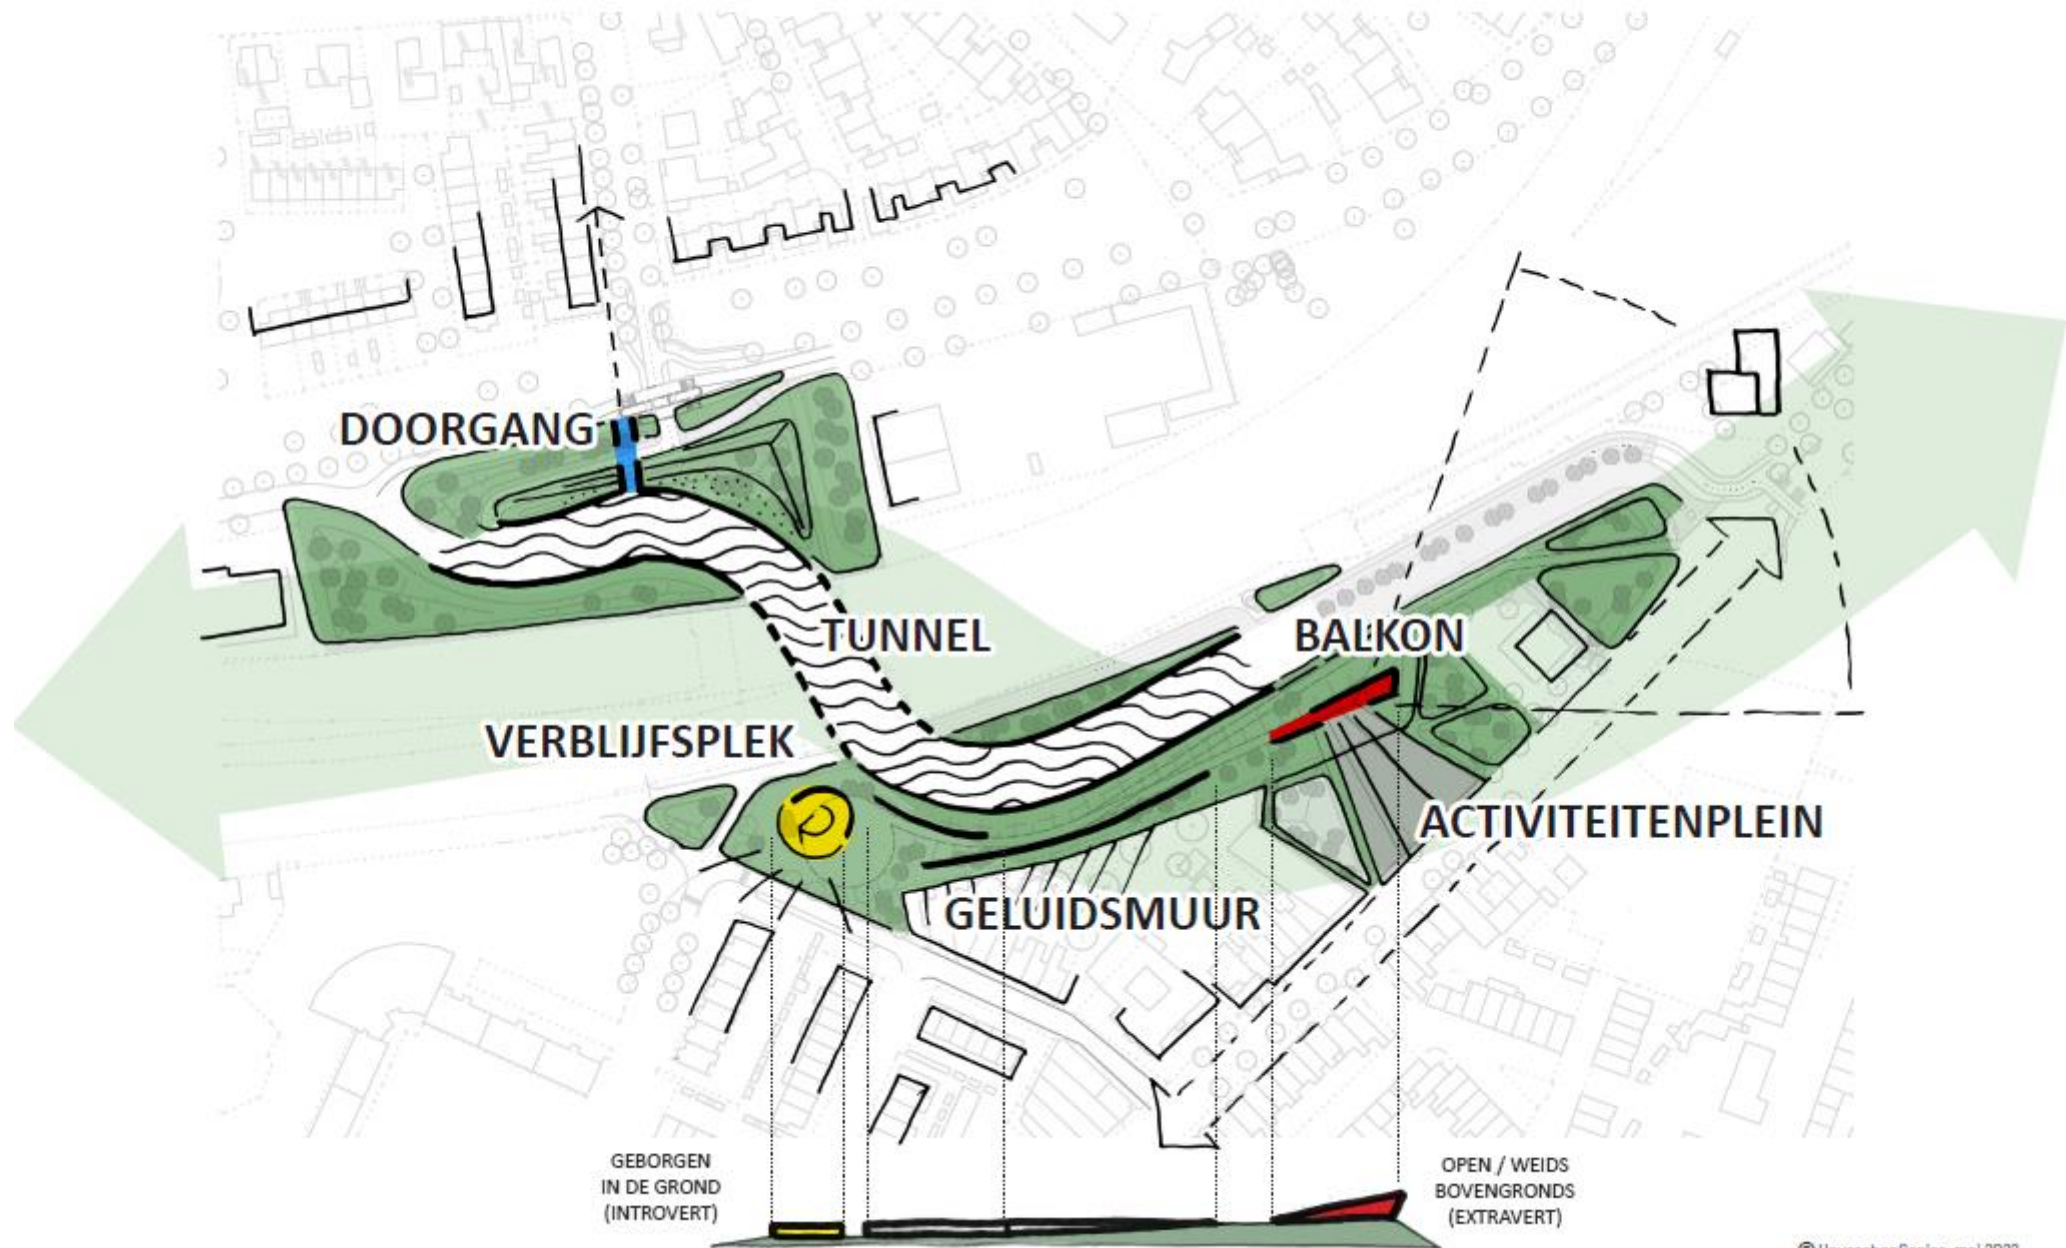 DOORGANG
TUNNEL
BALKON
VERBLIJFSPLEK
ACTIVITEITENPLEIN
GELUIDSMUUR
GEBORGEN
IN DE GROND
(INTROVERT)
OPEN / WEIDS
BOVENGRONDS
(EXTRAVERT)